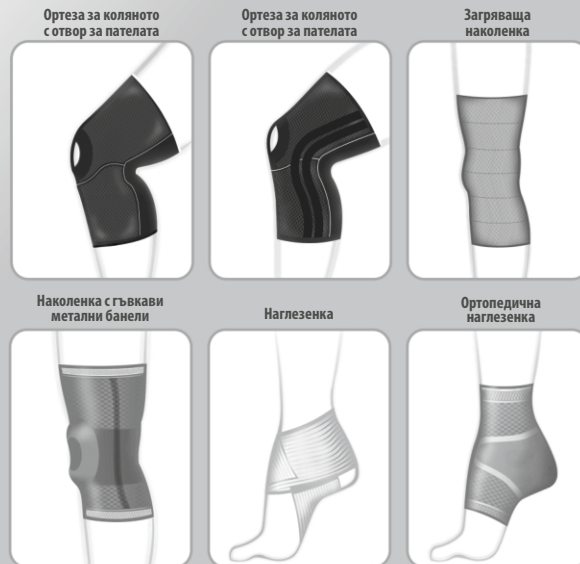 Ортеза за коляното
с отвор за пателата
Ортеза за коляното
с отвор за пателата
Загряваща
наколенка
Наколенка с гъвкави
метални банели
Наглезенка
Ортопедична
наглезенка